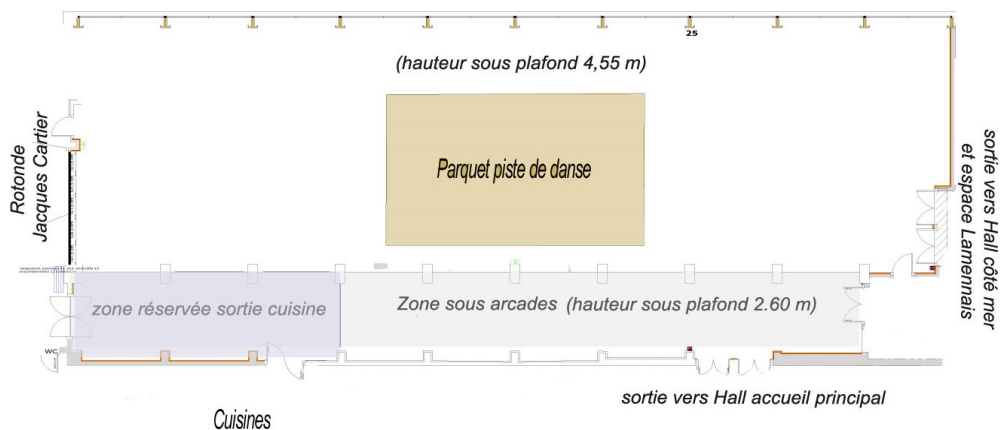 25
(hauteur sous plafond 4,55 m)
Parquet piste de danse
Rotonde
Jacques Cartier
sortie vers Hall côté mer
et espace Lamennais
zone réservée sortie cuisine
Zone sous arcades (hauteur sous plafond 2.60 m)
WC
sortie vers Hall accueil principal
Cuisines